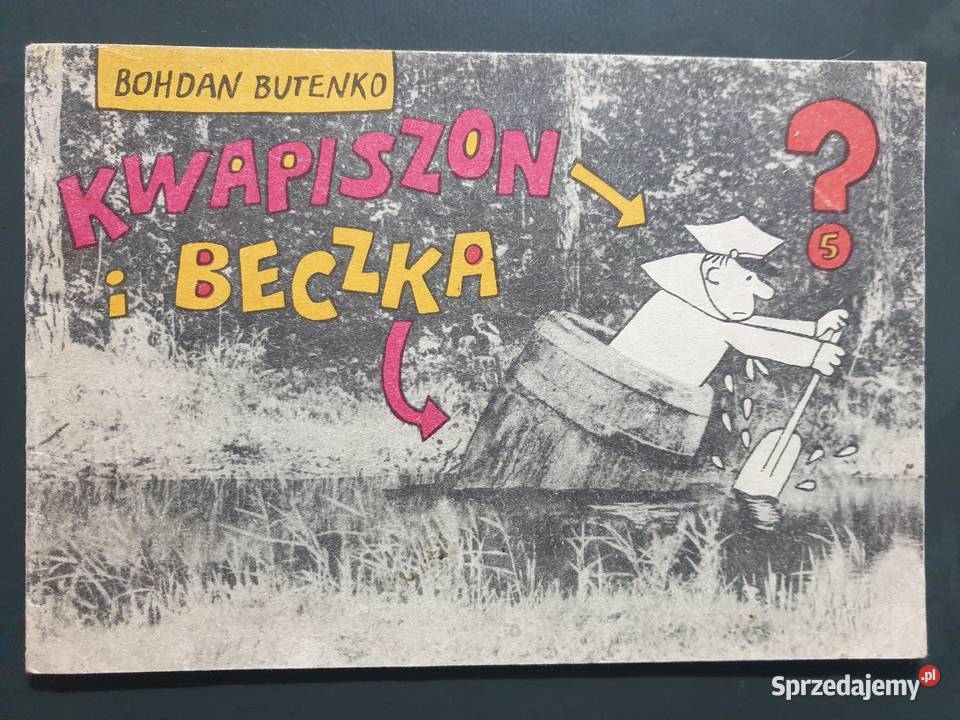 BOHDAN BUTENKO
KWAPISZON
i BECZKA
?
5
Sprzedajemy.pl